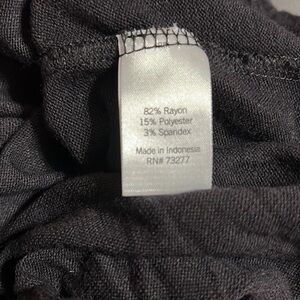 82% Rayon
15% Polyester
3% Spandex
Made in Indonesia
RN# 73277